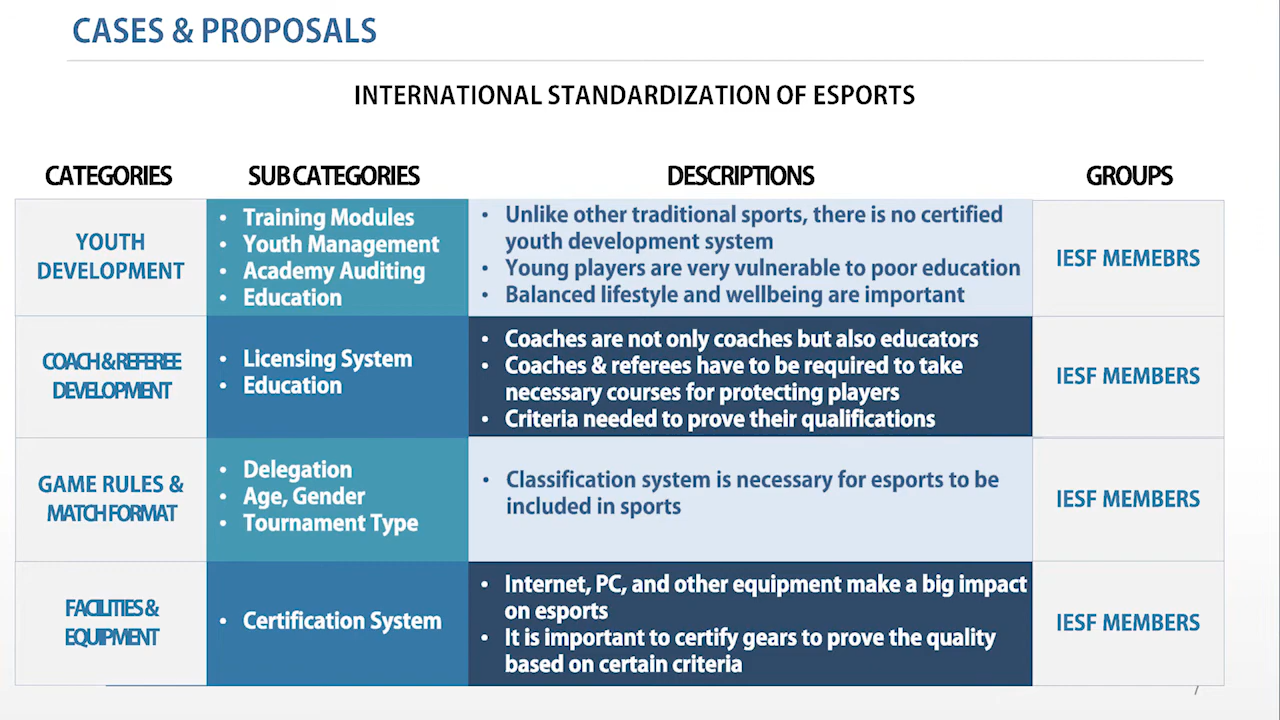 CASES & PROPOSALS
INTERNATIONAL STANDARDIZATION OF ESPORTS
CATEGORIES
SUB CATEGORIES
DESCRIPTIONS
GROUPS
YOUTH
DEVELOPMENT
• Training Modules
• Youth Management
• Academy Auditing
• Education
• Unlike other traditional sports, there is no certified
youth development system
• Young players are very vulnerable to poor education
• Balanced lifestyle and wellbeing are important
IESF MEMEBRS
COACH & REFEREE
DEVELOPMENT
• Licensing System
• Education
• Coaches are not only coaches but also educators
• Coaches & referees have to be required to take
necessary courses for protecting players
• Criteria needed to prove their qualifications
IESF MEMBERS
GAME RULES &
MATCH FORMAT
• Delegation
• Age, Gender
• Tournament Type
• Classification system is necessary for esports to be
included in sports
IESF MEMBERS
FACILITIES &
EQUIPMENT
• Certification System
• Internet, PC, and other equipment make a big impact
on esports
• It is important to certify gears to prove the quality
based on certain criteria
IESF MEMBERS